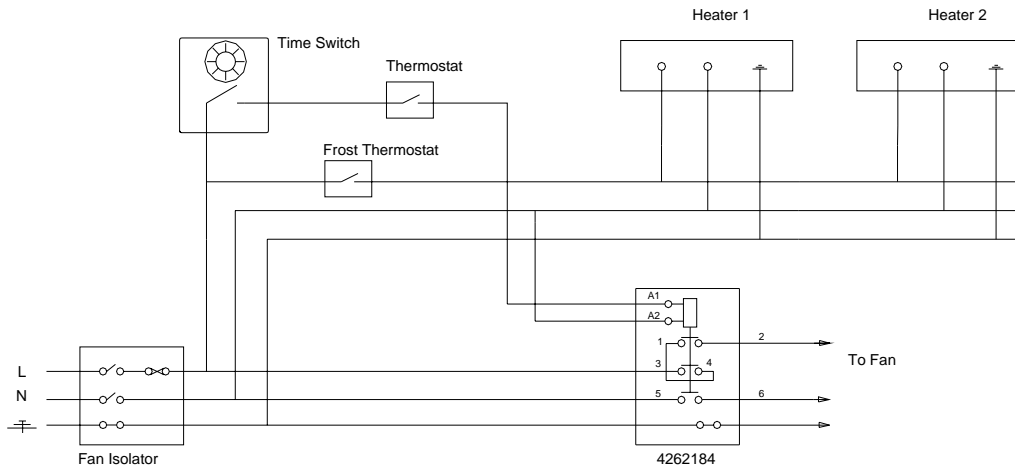 Heater 1
Heater 2
Time Switch
Thermostat
Frost Thermostat
A1
A2
1
2
3
4
To Fan
L
N
5
6
Fan Isolator
4262184